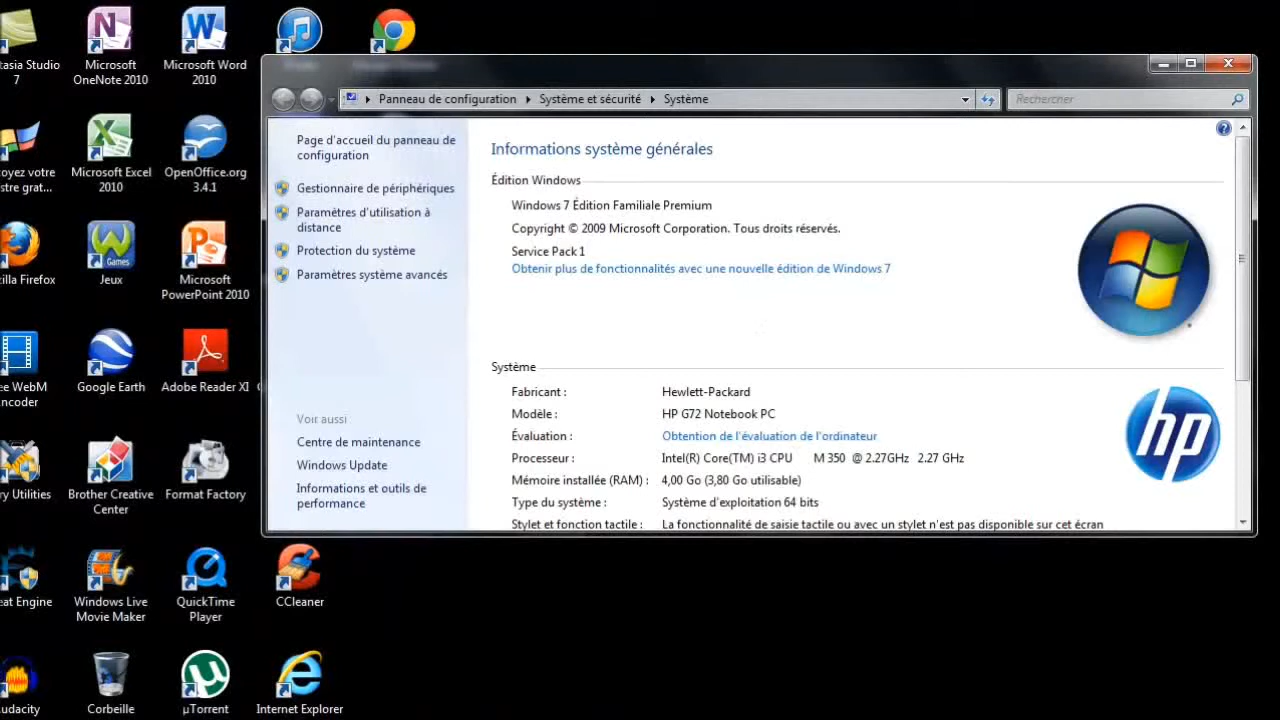 tasia Studio
7
Microsoft
OneNote 2010
Microsoft Word
2010
Panneau de configuration
Système et sécurité
Système
Rechercher
oyez votre
stre grat...
Microsoft Excel
2010
OpenOffice.org
3.4.1
illa Firefox
Games
Jeux
Microsoft
PowerPoint 2010
ee WebM
ncoder
Google Earth
Adobe Reader XI
ry Utilities
Brother Creative
Center
Format Factory
eat Engine
Windows Live
Movie Maker
QuickTime
Player
CCleaner
udacity
Corbeille
µTorrent
Internet Explorer
Page d'accueil du panneau de
configuration
Gestionnaire de périphériques
Paramètres d'utilisation à
distance
Protection du système
Paramètres système avancés
Voir aussi
Centre de maintenance
Windows Update
Informations et outils de
performance
Informations système générales
Édition Windows
Windows 7 Édition Familiale Premium
Copyright © 2009 Microsoft Corporation. Tous droits réservés.
Service Pack 1
Obtenir plus de fonctionnalités avec une nouvelle édition de Windows 7
Système
Fabricant : Hewlett-Packard
Modèle : HP G72 Notebook PC
Évaluation : Obtention de l'évaluation de l'ordinateur
Processeur : Intel(R) Core(TM) i3 CPU M 350 @ 2.27GHz 2.27 GHz
Mémoire installée (RAM) : 4,00 Go (3,80 Go utilisable)
Type du système : Système d'exploitation 64 bits
Stylet et fonction tactile : La fonctionnalité de saisie tactile ou avec un stylet n'est pas disponible sur cet écran
hp